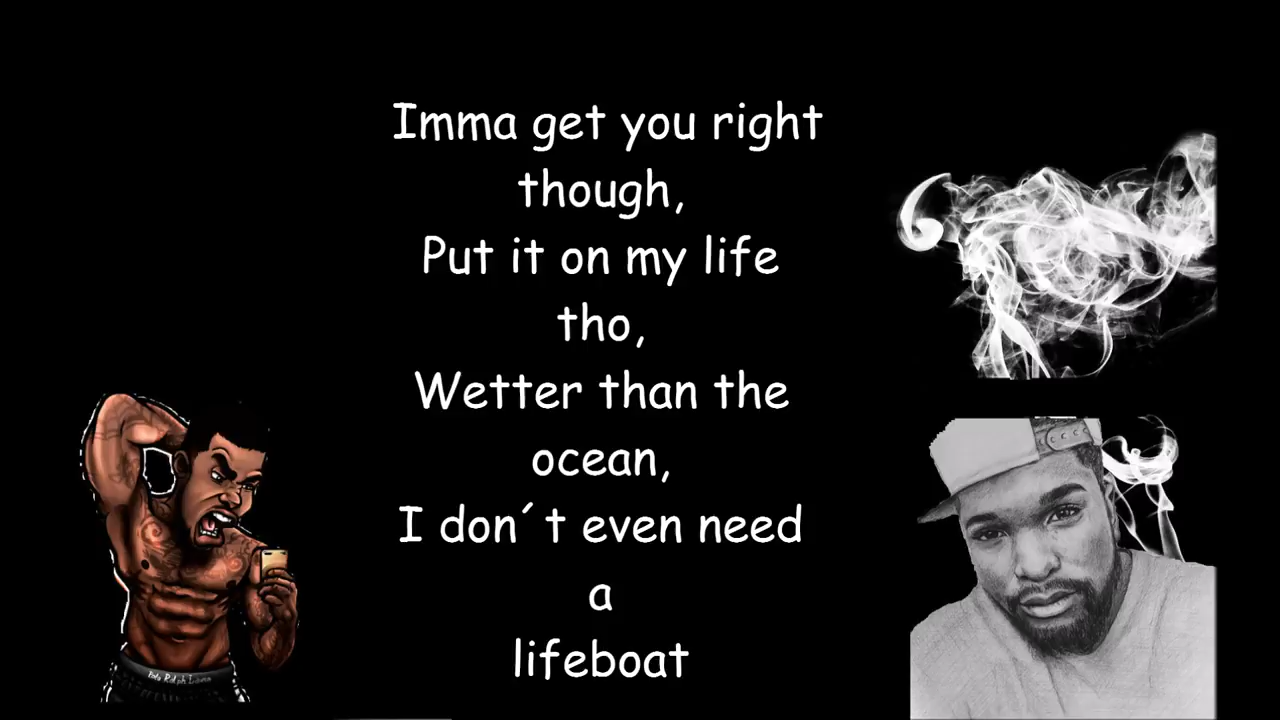 Imma get you right
though,
Put it on my life
tho,
Wetter than the
ocean,
I don´t even need
a
lifeboat